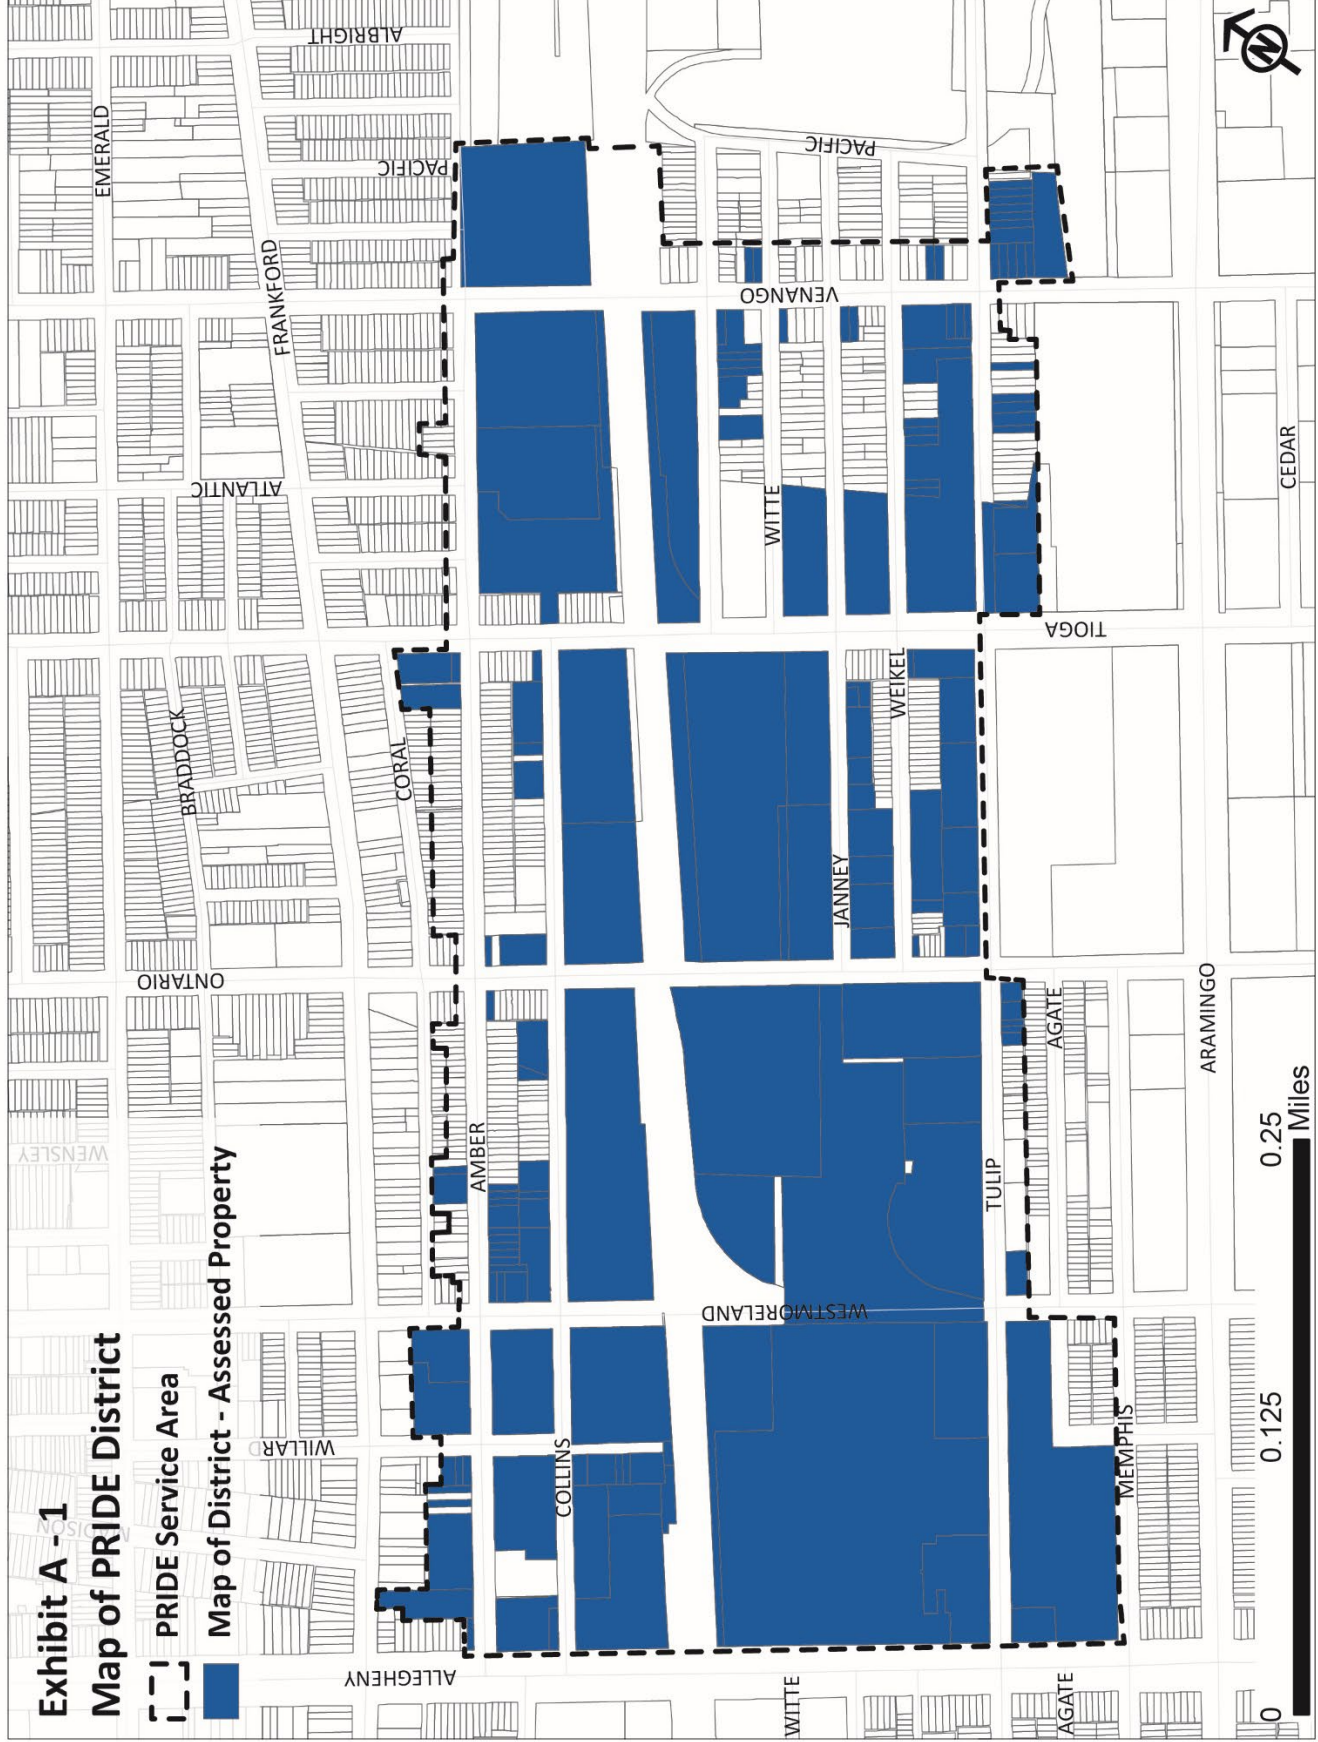 Exhibit A - 1
Map of PRIDE District
PRIDE Service Area
Map of District - Assessed Property
ALBRIGHT
EMERALD
PACIFIC
PACIFIC
FRANKFORD
VENANGO
ATLANTIC
WITTE
CEDAR
TIOGA
BRADDOCK
CORAL
WEIKEL
JANNEY
ONTARIO
AGATE
ARAMINGO
WENSLEY
AMBER
TULIP
WESTMORELAND
WILLARD
MADISON
COLLINS
MEMPHIS
ALLEGHENY
WITTE
AGATE
0
0.125
0.25
Miles
N